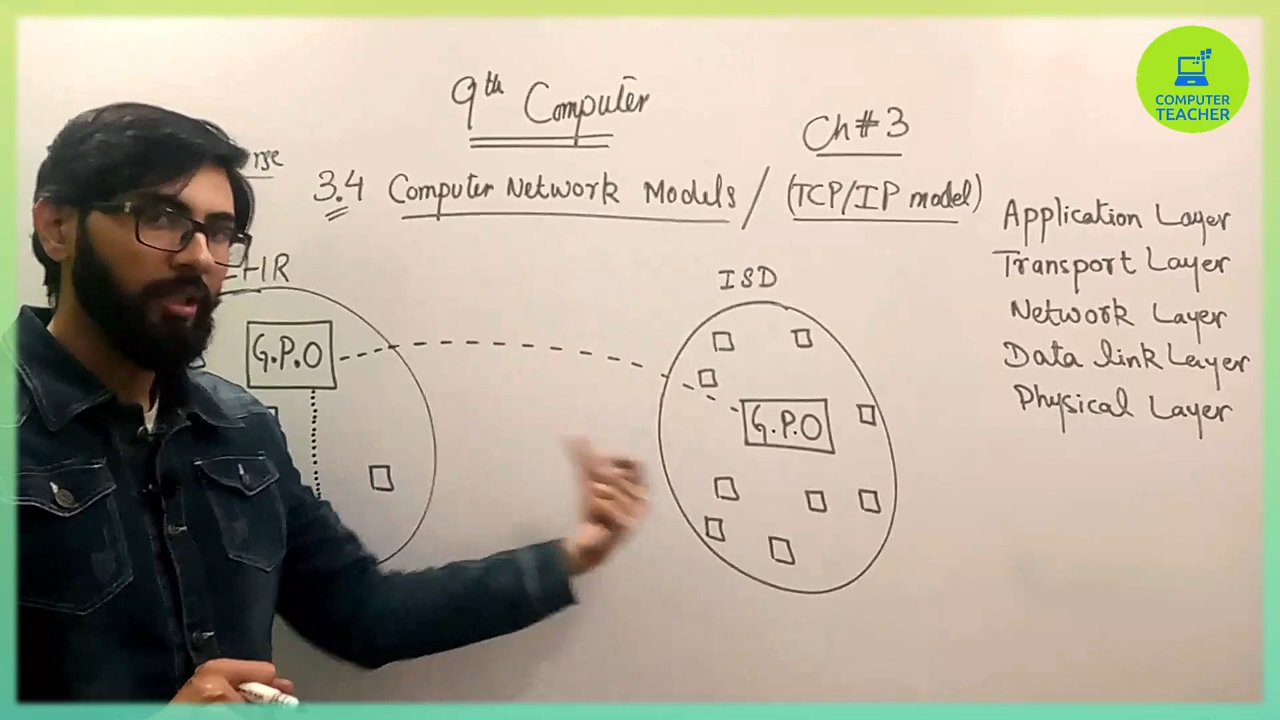 9th Computer
Ch#3
3.4 Computer Network Models / (TCP/IP model)
Application Layer
Transport Layer
Network Layer
Data link Layer
Physical Layer
ISD
G.P.O
G.P.O
COMPUTER
TEACHER